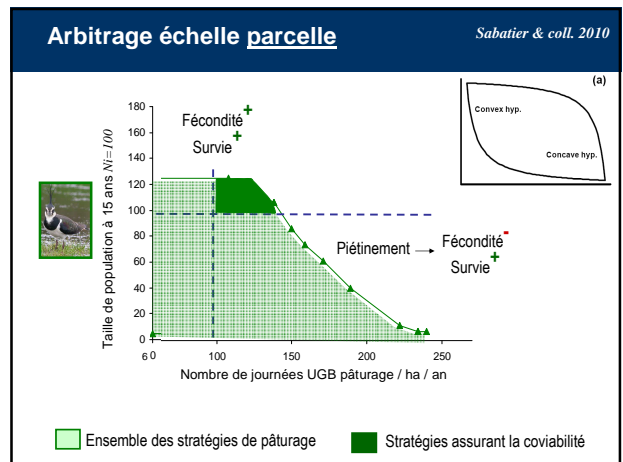 Arbitrage échelle parcelle
Sabatier & coll. 2010
(a)
Convex hyp.
Concave hyp.
Taille de population à 15 ans Ni=100
180
160
140
120
100
80
60
40
20
0
Fécondité +
Survie +
Piétinement → Fécondité -
Survie +
60 100 150 200 250
Nombre de journées UGB pâturage / ha / an
Ensemble des stratégies de pâturage
Stratégies assurant la coviabilité